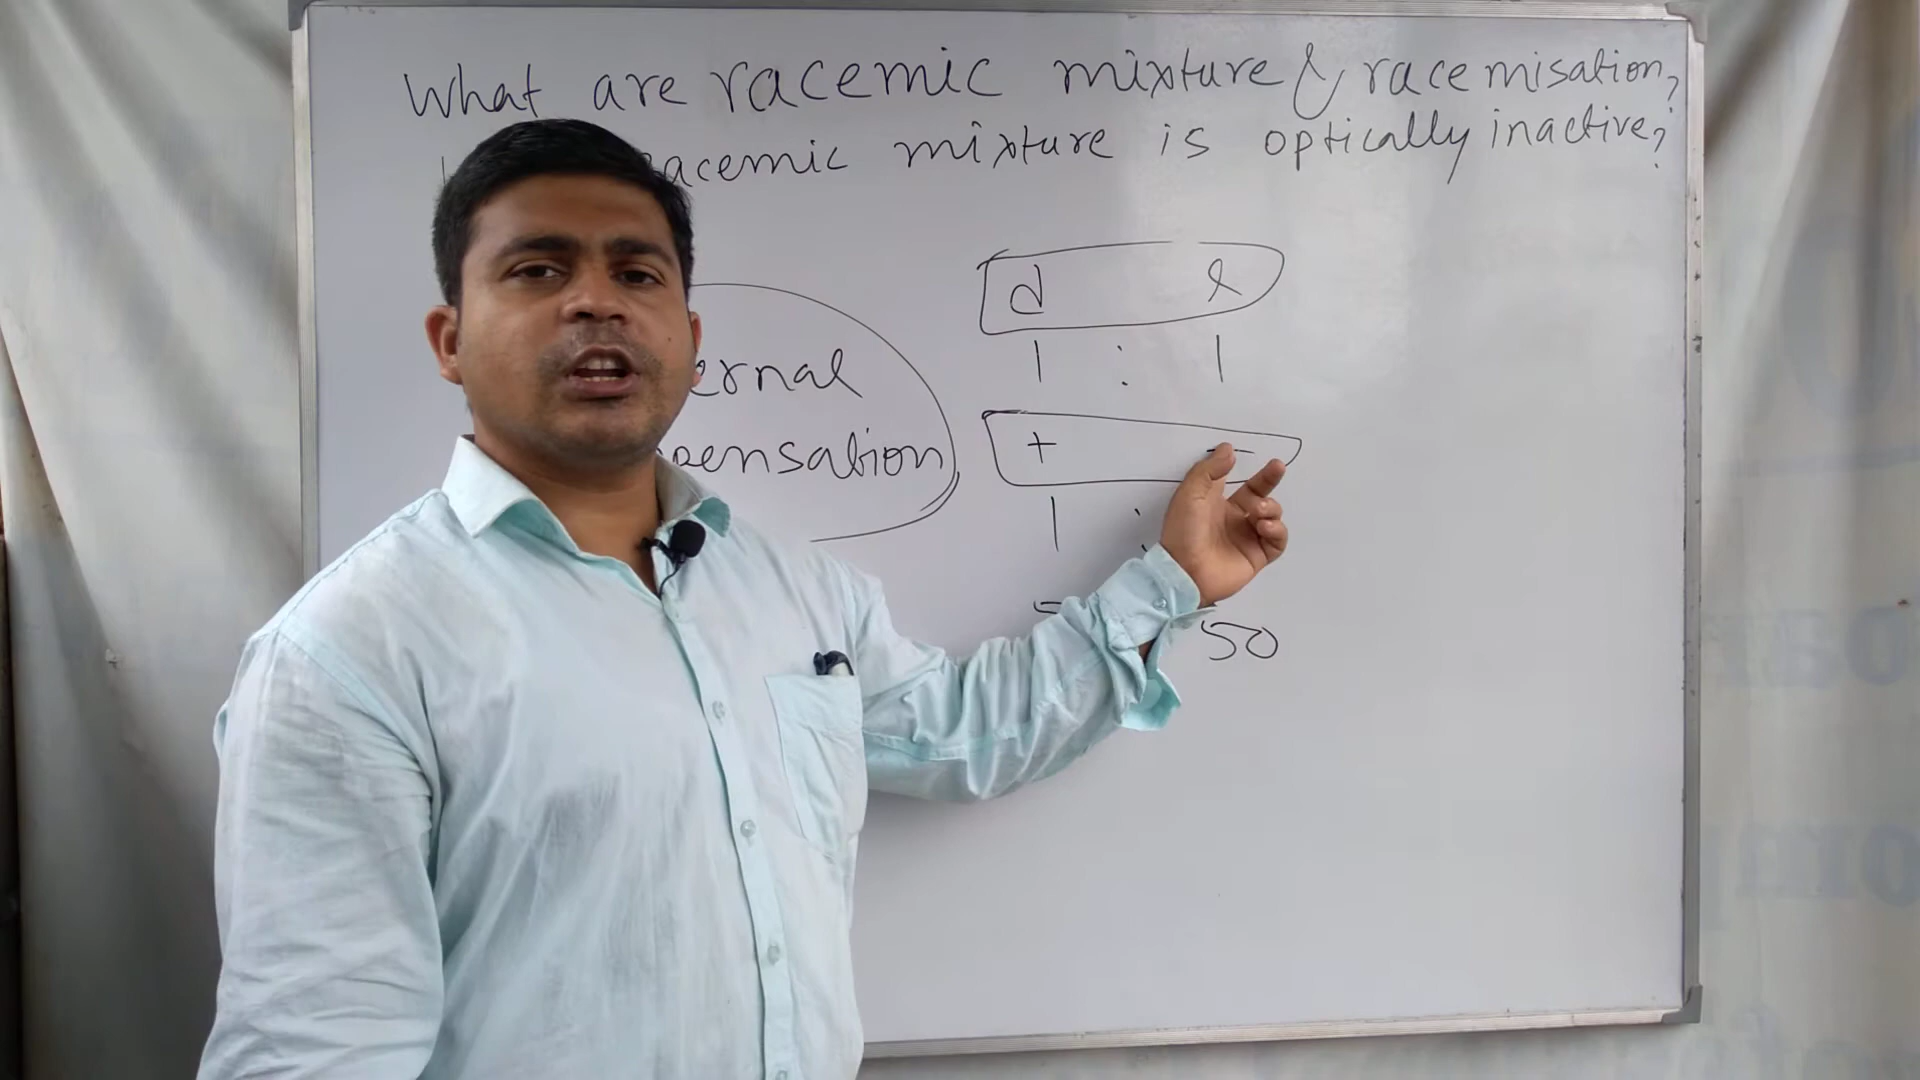 What are racemic mixture & racemisation?
racemic mixture is optically inactive?
d l
1 : 1
ernal
+ -
pensation
1 :
50